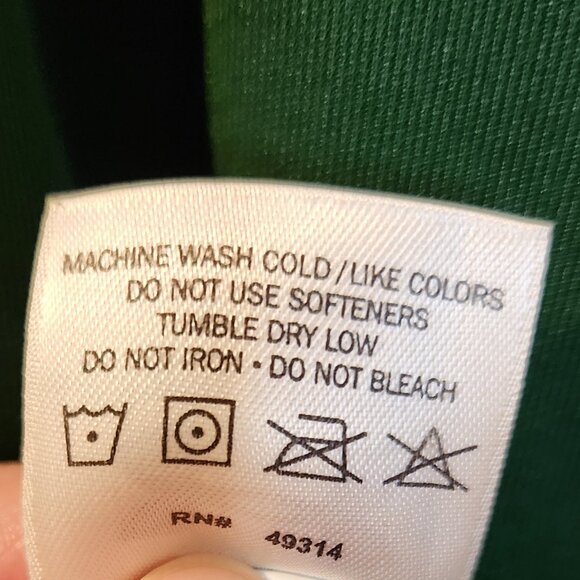 MACHINE WASH COLD/LIKE COLORS
DO NOT USE SOFTENERS
TUMBLE DRY LOW
DO NOT IRON • DO NOT BLEACH
RN# 49314